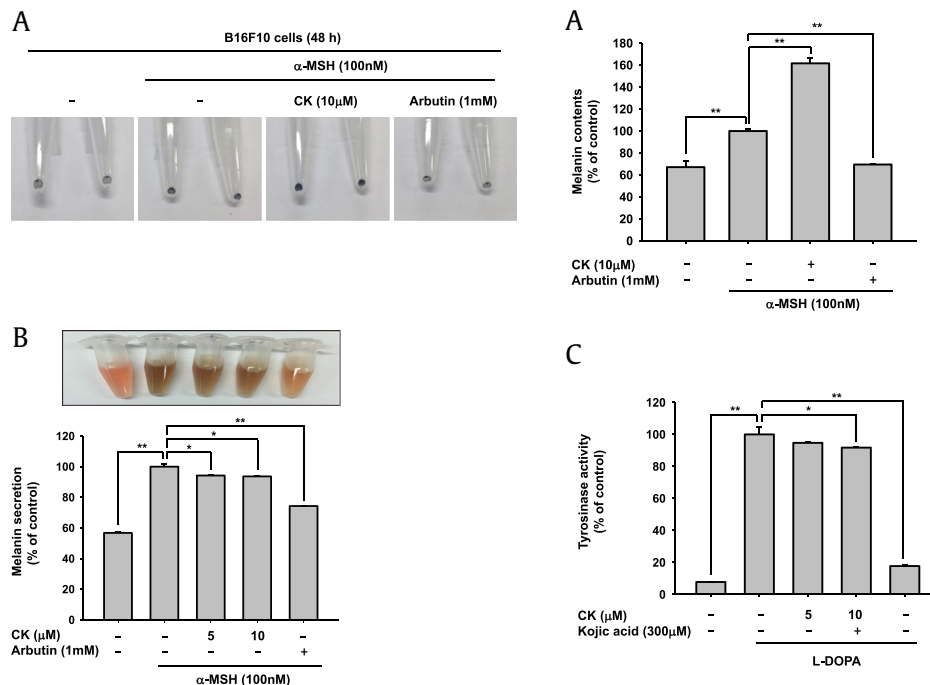 A
B16F10 cells (48 h)
α-MSH (100nM)
– – CK (10μM) Arbutin (1mM)
A
Melanin contents
(% of control)
180
160
140
120
100
80
60
40
20
0
**
**
**
CK (10μM) – – + –
Arbutin (1mM) – – – +
α-MSH (100nM)
B
Melanin secretion
(% of control)
120
100
80
60
40
20
0
**
*
*
**
CK (μM) – – 5 10 –
Arbutin (1mM) – – – – +
α-MSH (100nM)
C
Tyrosinase activity
(% of control)
120
100
80
60
40
20
0
**
*
**
CK (μM) – – 5 10 –
Kojic acid (300μM) – – – + –
L-DOPA